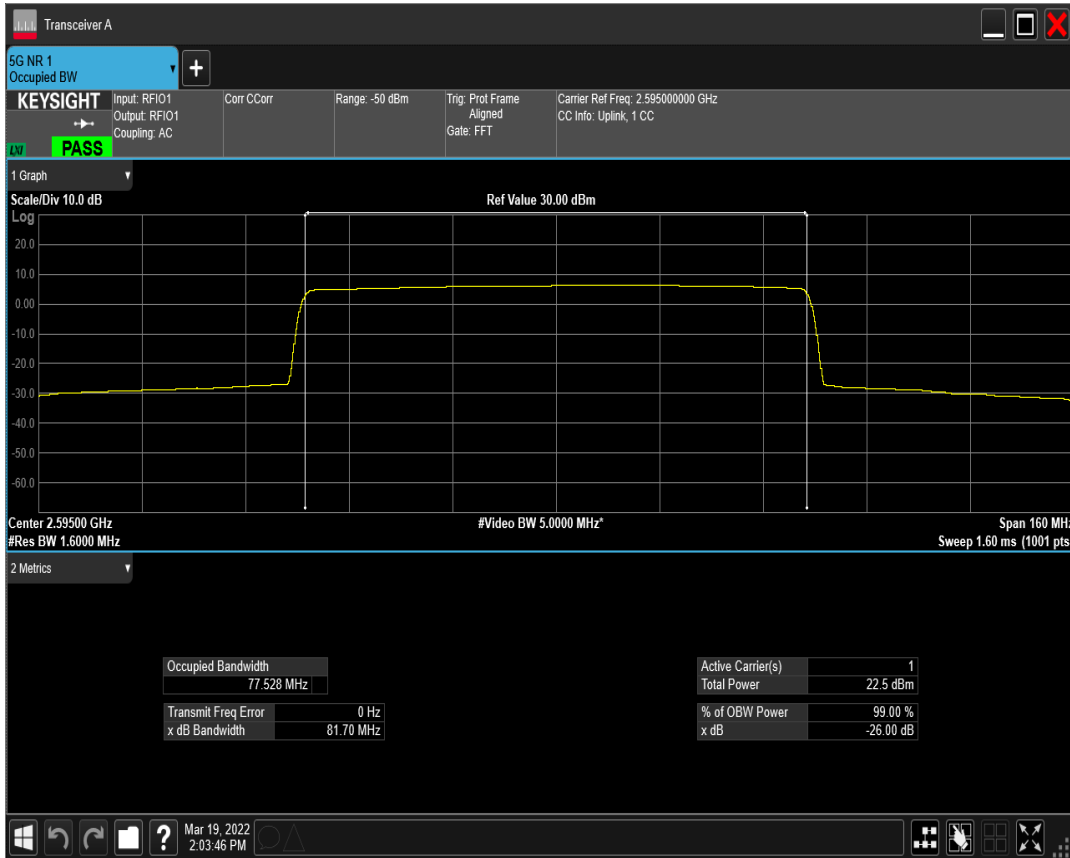 Transceiver A
5G NR 1
Occupied BW
+
KEYSIGHT
LXI
PASS
Input: RFIO1
Output: RFIO1
Coupling: AC
Corr CCorr
Range: -50 dBm
Trig: Prot Frame
Aligned
Gate: FFT
Carrier Ref Freq: 2.595000000 GHz
CC Info: Uplink, 1 CC
1 Graph
Scale/Div 10.0 dB
Ref Value 30.00 dBm
Log
20.0
10.0
0.00
-10.0
-20.0
-30.0
-40.0
-50.0
-60.0
Center 2.59500 GHz
#Video BW 5.0000 MHz*
Span 160 MHz
#Res BW 1.6000 MHz
Sweep 1.60 ms (1001 pts
2 Metrics
Occupied Bandwidth
77.528 MHz
Transmit Freq Error 0 Hz
x dB Bandwidth 81.70 MHz
Active Carrier(s) 1
Total Power 22.5 dBm
% of OBW Power 99.00 %
x dB -26.00 dB
?
Mar 19, 2022
2:03:46 PM